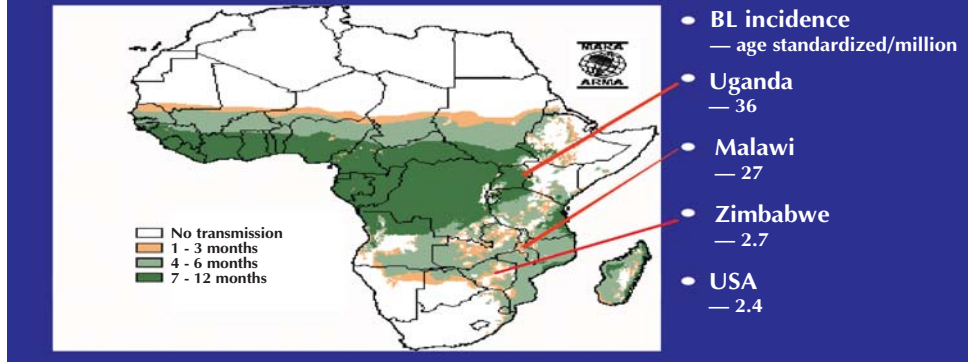 BL incidence
— age standardized/million
Uganda
— 36
Malawi
— 27
Zimbabwe
— 2.7
USA
— 2.4
MARA
ARMA
No transmission
1 - 3 months
4 - 6 months
7 - 12 months